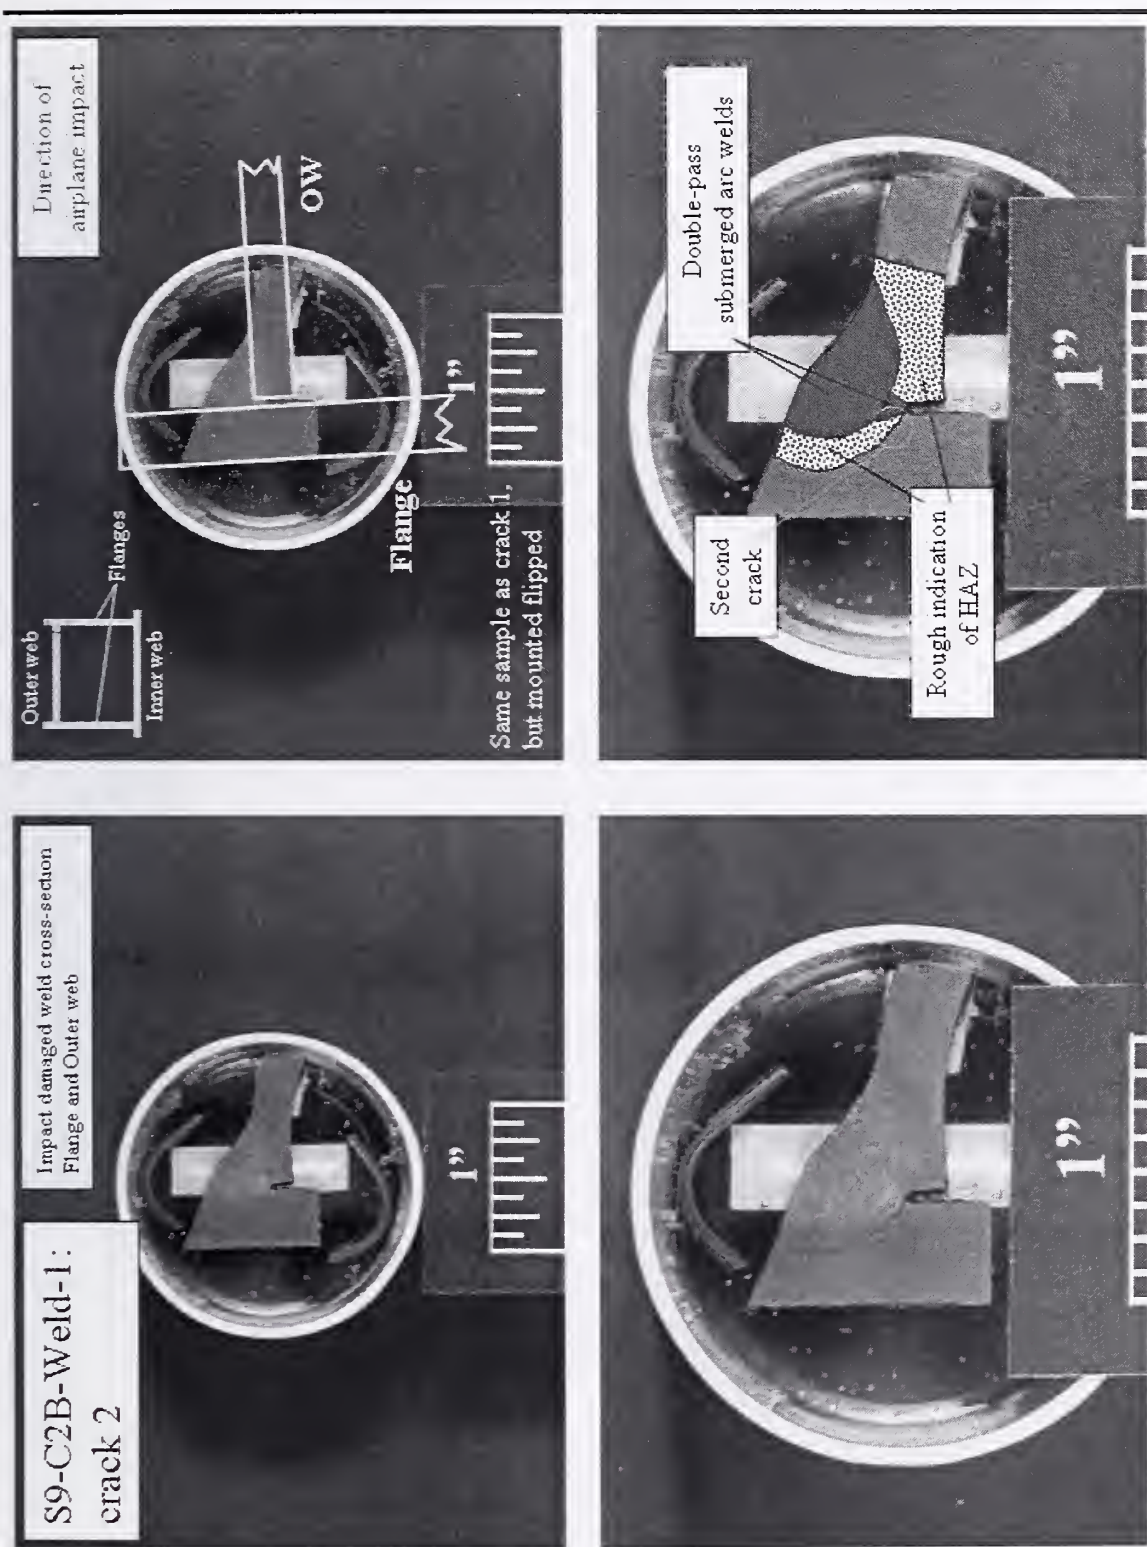 S9-C2B-Weld-1:
crack 2
Impact damaged weld cross-section
Flange and Outer web
1”
Outer web
Flanges
Inner web
Direction of
airplane impact
OW
Flange
1”
Same sample as crack 1,
but mounted flipped
1”
Second
crack
Double-pass
submerged arc welds
Rough indication
of HAZ
1”